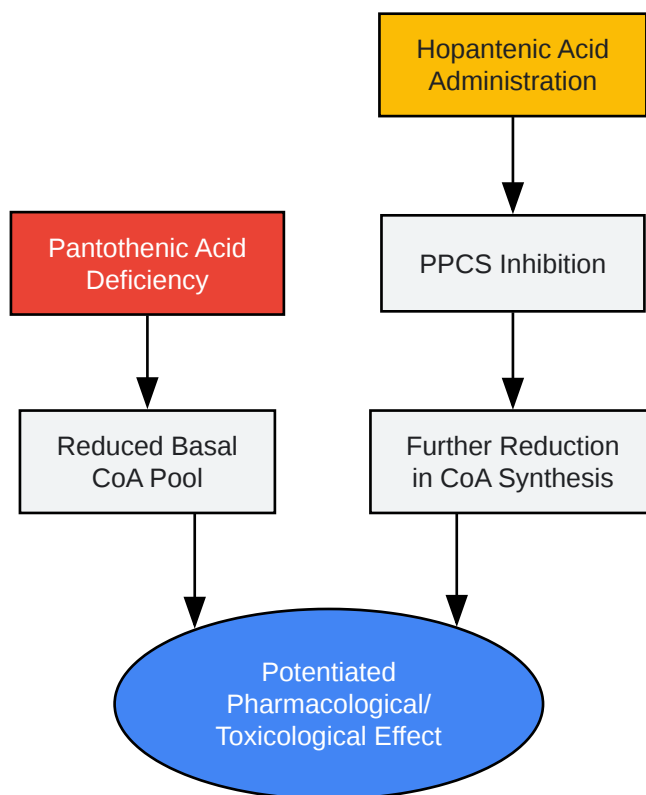 Hopantenic Acid
Administration
Pantothenic Acid
Deficiency
PPCS Inhibition
Reduced Basal
CoA Pool
Further Reduction
in CoA Synthesis
Potentiated
Pharmacological/
Toxicological Effect